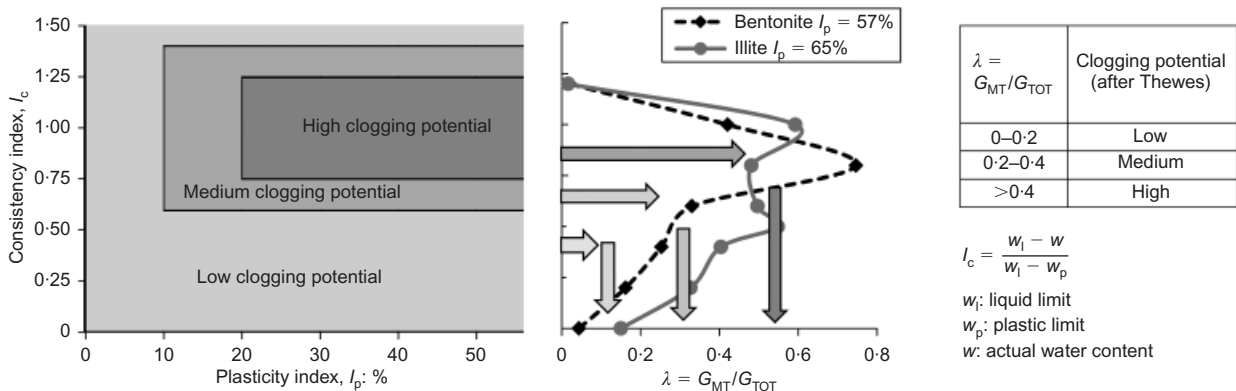 1·50
1·25
1·00
0·75
0·50
0·25
0
Consistency index, Ic
High clogging potential
Medium clogging potential
Low clogging potential
0 10 20 30 40 50
Plasticity index, Ip: %
Bentonite Ip = 57%
Illite Ip = 65%
0 0·2 0·4 0·6 0·8
λ = GMT/GTOT
λ = GMT/GTOT
Clogging potential (after Thewes)
0–0·2 Low
0·2–0·4 Medium
>0·4 High
Ic = (wl − w) / (wl − wp)
wl: liquid limit
wp: plastic limit
w: actual water content